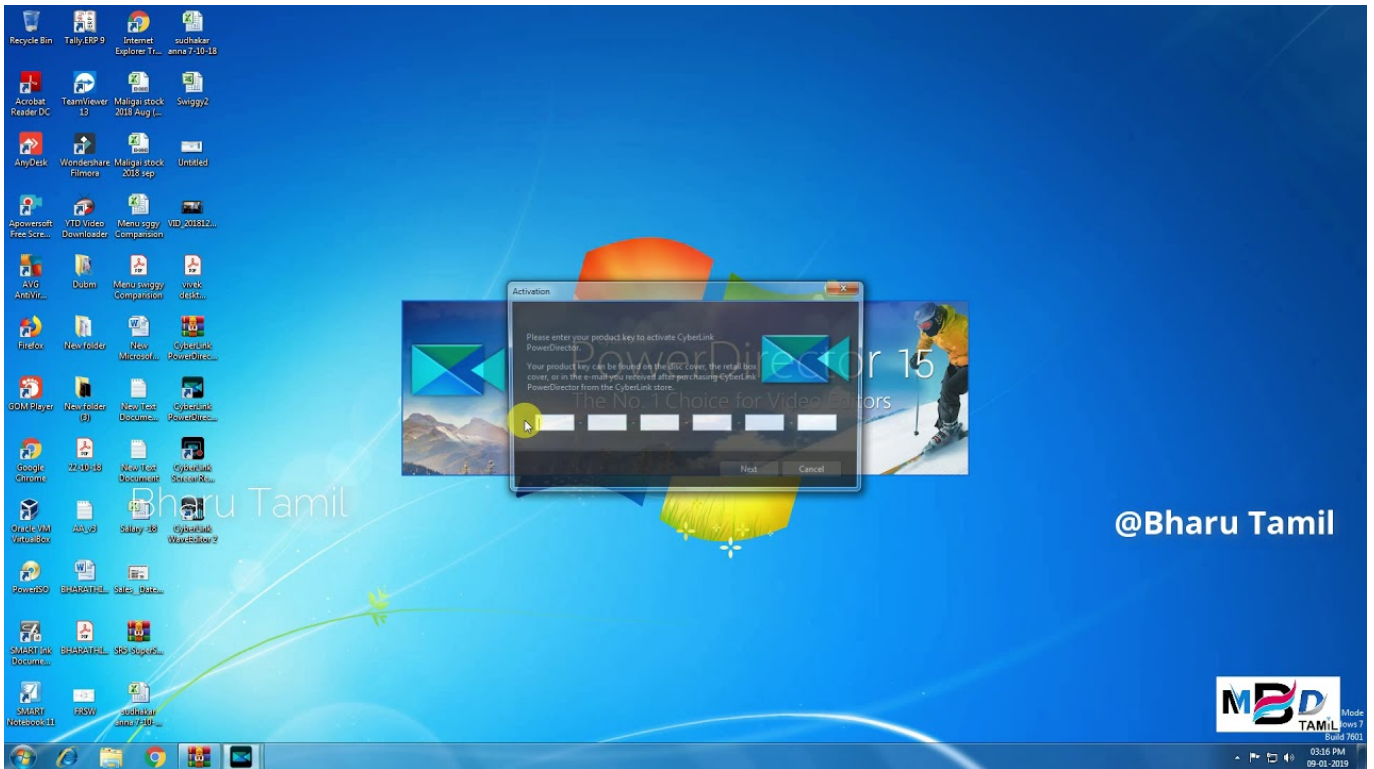 Recycle Bin
Tally.ERP 9
Internet
Explorer Tr...
sudhakar
anna 7-10-18
Acrobat
Reader DC
TeamViewer
13
Maligai stock
2018 Aug (...
Swiggy2
AnyDesk
Wondershare
Filmora
Maligai stock
2018 sep
Untitled
Apowersoft
Free Scre...
YTD Video
Downloader
Menu sggy
Compansion
VID_201812...
AVG
AntiVir...
Dubm
Menu swiggy
Compansion
vivek
deskt...
Firefox
New folder
New
Microsof...
CyberLink
PowerDirec...
GOM Player
New folder
(3)
New Text
Docume...
CyberLink
PowerDirec...
Google
Chrome
22-10-18
New Text
Document
CyberLink
Screen Re...
Oracle VM
VirtualBox
AA_v3
Salary -18
CyberLink
WaveEditor 2
PowerISO
BHARATHI...
Sales_Date...
SMART Ink
Docume...
BHARATHI...
SRS-SuperS...
SMART
Notebook 11
FRSW
sudhakar
anna 7-10-...
Bharu Tamil
Activation
Please enter your product key to activate CyberLink
PowerDirector.
Your product key can be found on the disc cover, the retail box
cover, or in the e-mail you received after purchasing CyberLink
PowerDirector from the CyberLink store.
PowerDirector 15
The No. 1 Choice for Video Editors
Next
Cancel
@Bharu Tamil
MBD
TAMIL
Mode
ows 7
Build 7601
03:16 PM
09-01-2019